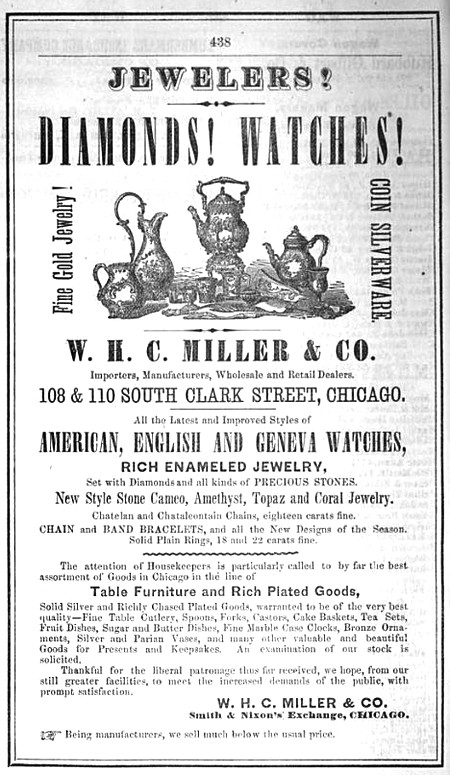 438
JEWELERS!
DIAMONDS! WATCHES!
Fine Gold Jewelry!
COIN SILVERWARE.
W. H. C. MILLER & CO.
Importers, Manufacturers, Wholesale and Retail Dealers.
108 & 110 SOUTH CLARK STREET, CHICAGO.
All the Latest and Improved Styles of
AMERICAN, ENGLISH AND GENEVA WATCHES,
RICH ENAMELED JEWELRY,
Set with Diamonds and all kinds of PRECIOUS STONES.
New Style Stone Cameo, Amethyst, Topaz and Coral Jewelry.
Chatelan and Chataleontain Chains, eighteen carats fine.
CHAIN and BAND BRACELETS, and all the New Designs of the Season.
Solid Plain Rings, 18 and 22 carats fine.
The attention of Housekeepers is particularly called to by far the best
assortment of Goods in Chicago in the line of
Table Furniture and Rich Plated Goods,
Solid Silver and Richly Chased Plated Goods, warranted to be of the very best
quality—Fine Table Cutlery, Spoons, Forks, Castors, Cake Baskets, Tea Sets,
Fruit Dishes, Sugar and Butter Dishes, Fine Marble Case Clocks, Bronze Orna-
ments, Silver and Parian Vases, and many other valuable and beautiful
Goods for Presents and Keepsakes. An examination of our stock is
solicited.
Thankful for the liberal patronage thus far received, we hope, from our
still greater facilities, to meet the increased demands of the public, with
prompt satisfaction.
W. H. C. MILLER & CO.
Smith & Nixon's Exchange, CHICAGO.
☞ Being manufacturers, we sell much below the usual price.